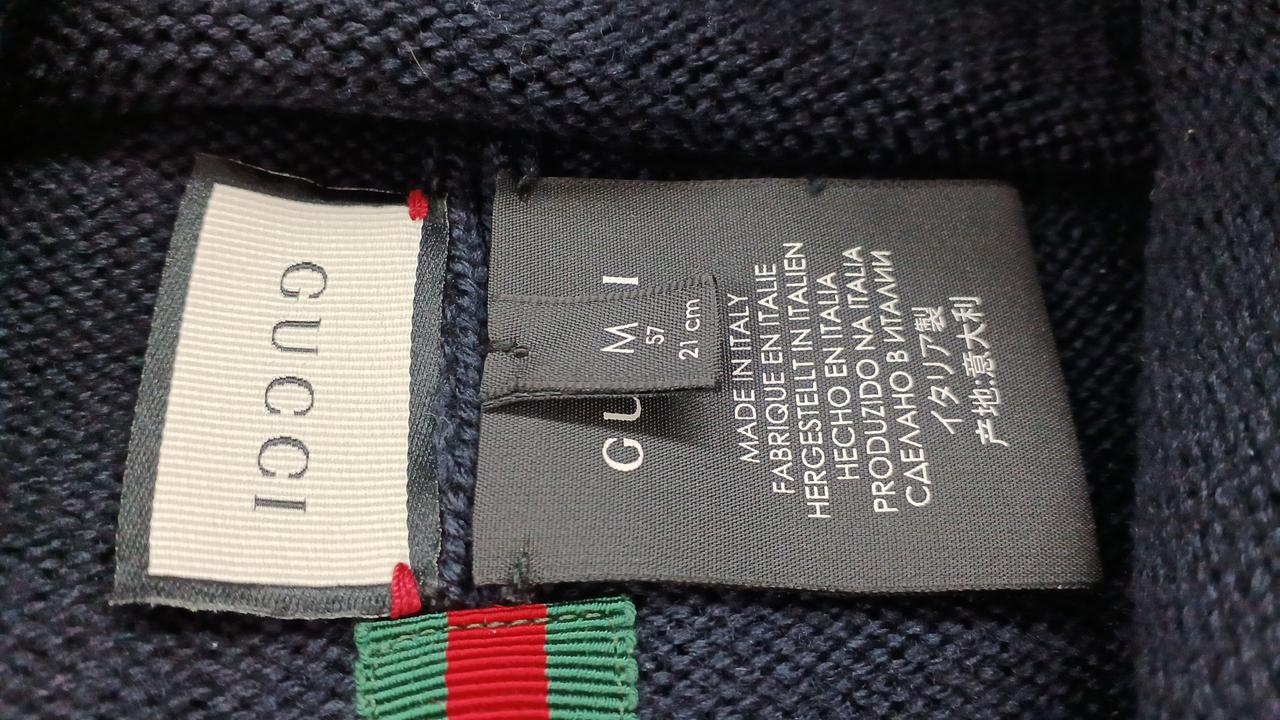 GUCCI
GU I
M
57
21 cm
MADE IN ITALY
FABRIQUE EN ITALIE
HERGESTELLT IN ITALIEN
HECHO EN ITALIA
PRODUZIDO NA ITALIA
СДЕЛАНО В ИТАЛИИ
イタリア製
产地:意大利